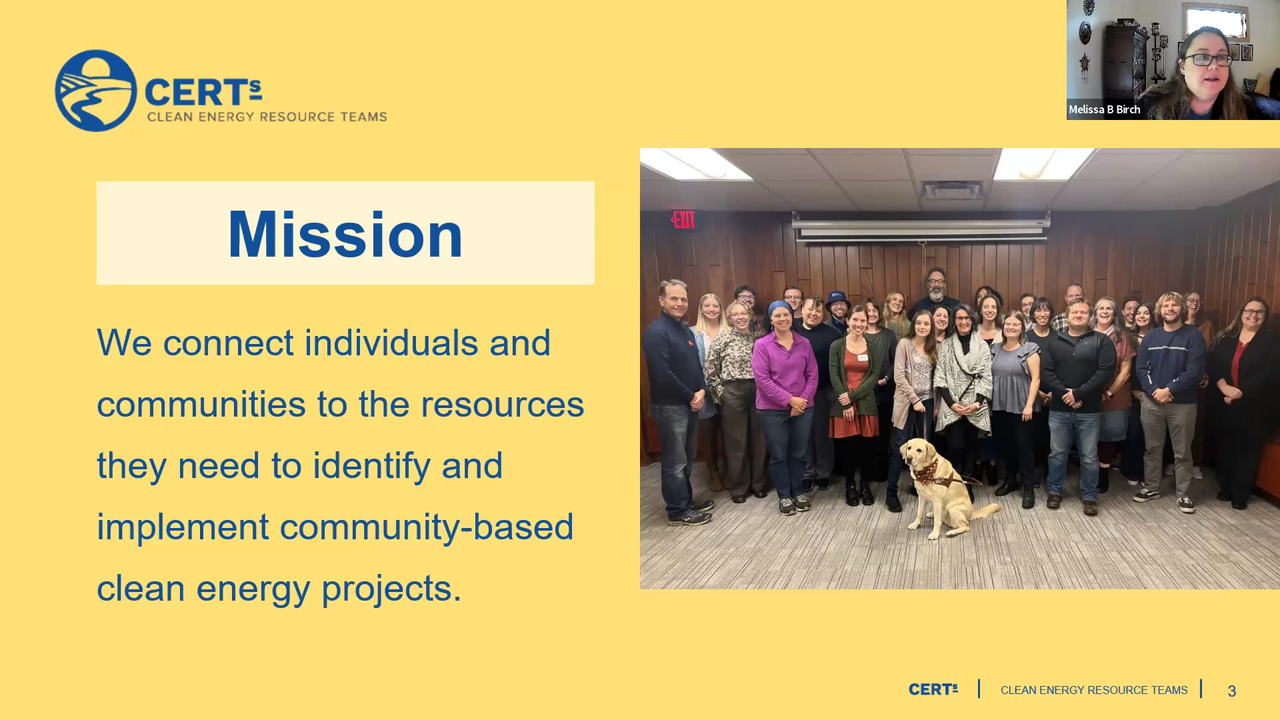 CERTs
CLEAN ENERGY RESOURCE TEAMS
Melissa B Birch
Mission
EXIT
We connect individuals and
communities to the resources
they need to identify and
implement community-based
clean energy projects.
CERTs
CLEAN ENERGY RESOURCE TEAMS
3